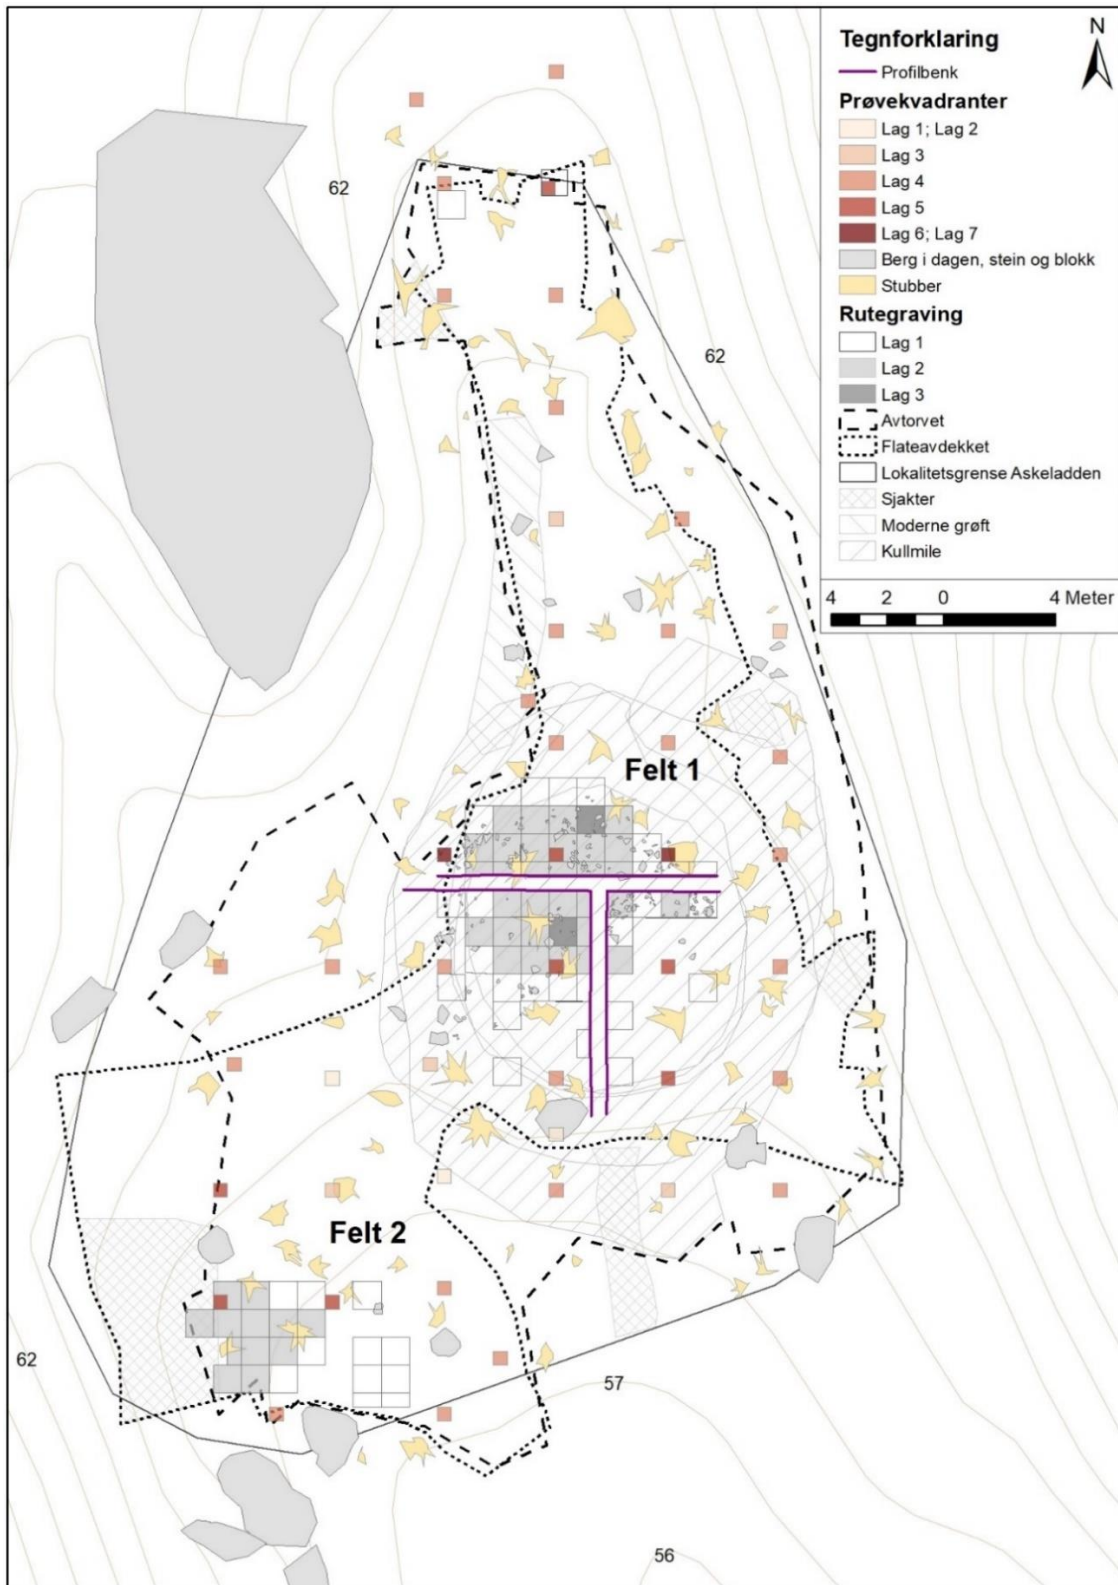 N
Tegnforklaring
Profilbenk
Prøvekvadranter
Lag 1; Lag 2
Lag 3
Lag 4
Lag 5
Lag 6; Lag 7
Berg i dagen, stein og blokk
Stubber
Rutegraving
Lag 1
Lag 2
Lag 3
Avtorvet
Flateavdekket
Lokalitetsgrense Askeladden
Sjakter
Moderne grøft
Kullmile
4 2 0 4 Meter
62
62
Felt 1
Felt 2
62
57
56